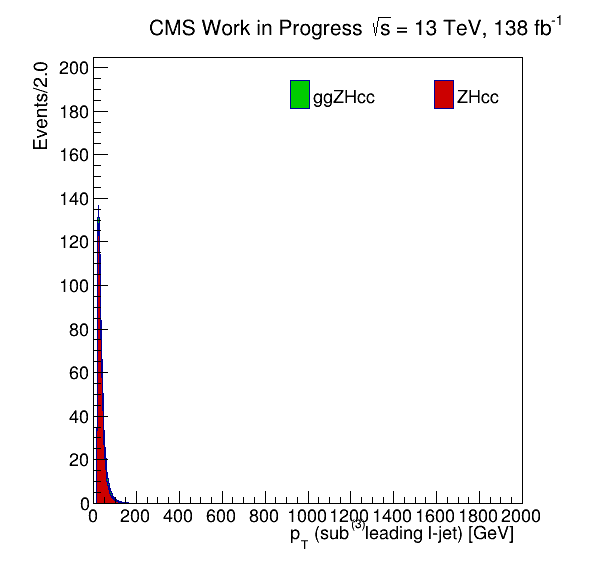 CMS Work in Progress √s = 13 TeV, 138 fb⁻¹
Events/2.0
ggZHcc
ZHcc
200
180
160
140
120
100
80
60
40
20
0
0 200 400 600 800 1000 1200 1400 1600 1800 2000
p_T (sub⁽³⁾leading l-jet) [GeV]